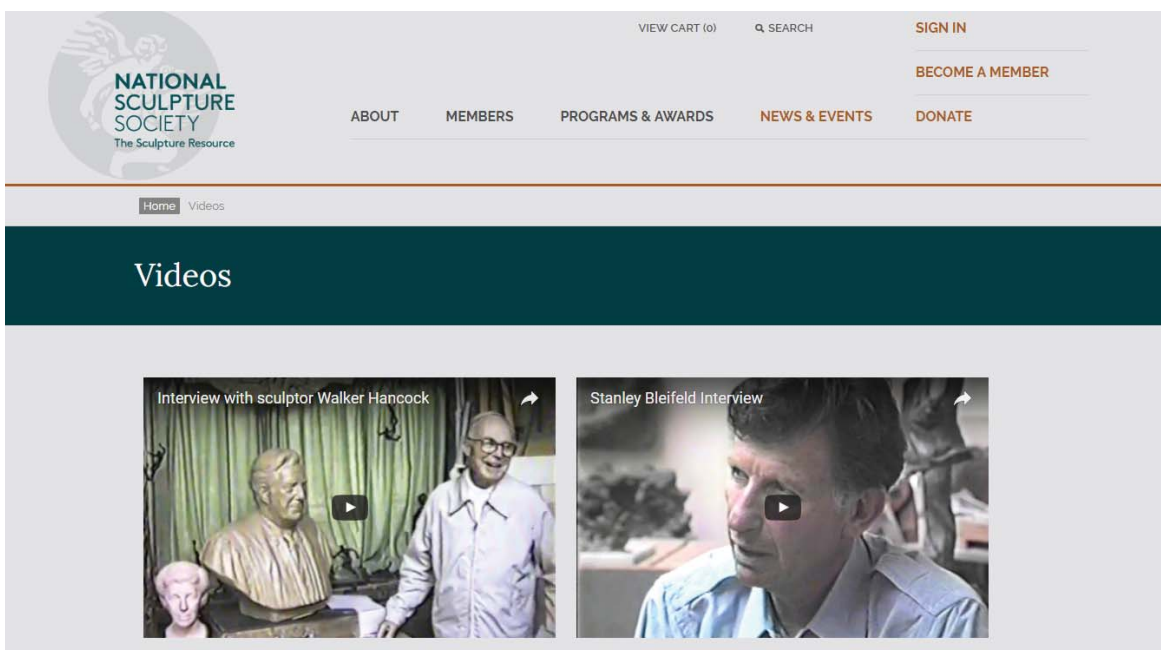 VIEW CART (0)
SEARCH
SIGN IN
BECOME A MEMBER
NATIONAL
SCULPTURE
SOCIETY
The Sculpture Resource
ABOUT
MEMBERS
PROGRAMS & AWARDS
NEWS & EVENTS
DONATE
Home
Videos
Videos
Interview with sculptor Walker Hancock
Stanley Bleifeld Interview